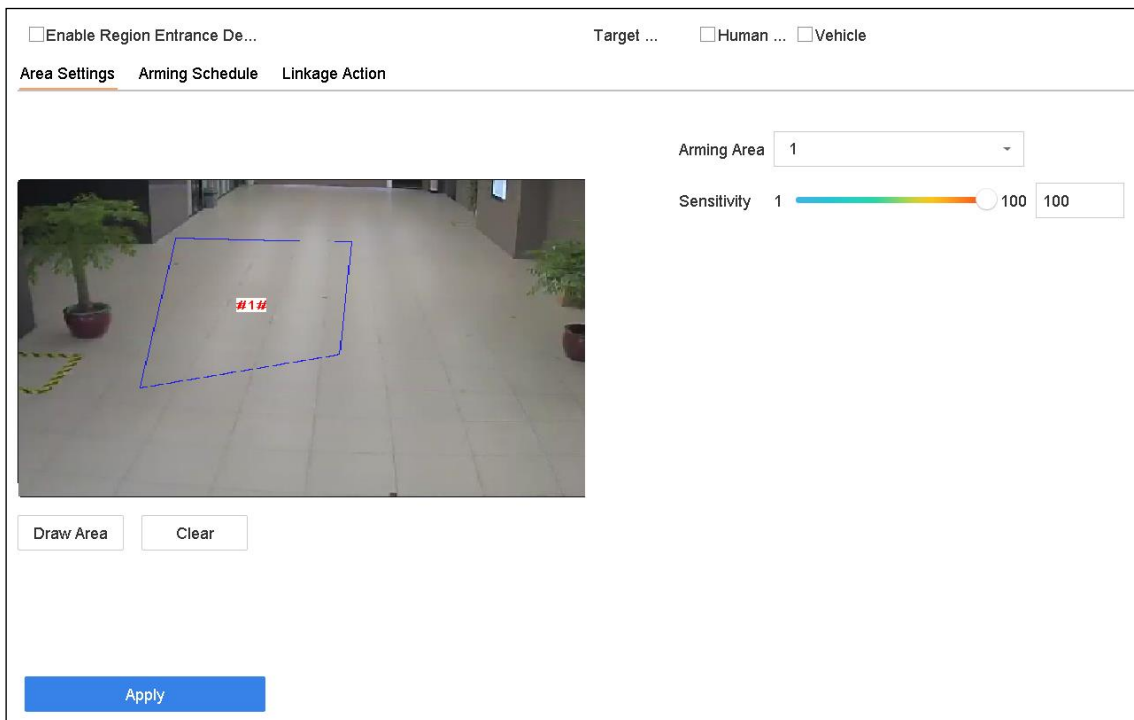 Enable Region Entrance De... Target ... Human ... Vehicle
Area Settings Arming Schedule Linkage Action
Arming Area 1
Sensitivity 1 100 100
#1#
Draw Area Clear
Apply